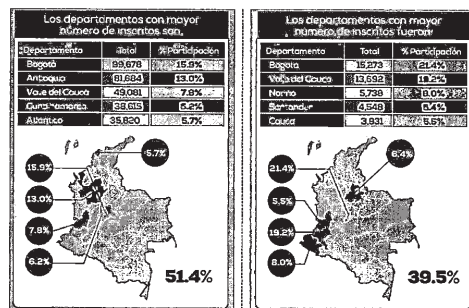 Los departamentos con mayor
número de inscritos son
Departamento Total % Participación
Bogotá 99,678 15.9%
Antioquia 81,684 13.0%
Valle del Cauca 49,081 7.8%
Cundinamarca 38,615 6.2%
Atlántico 35,820 5.7%
5.7%
15.9%
13.0%
7.8%
6.2%
51.4%
Los departamentos con mayor
número de inscritos fueron
Departamento Total % Participación
Bogotá 15,273 21.4%
Valle del Cauca 13,692 19.2%
Nariño 5,738 8.0%
Santander 4,548 6.4%
Cauca 3,931 5.5%
6.4%
21.4%
5.5%
19.2%
8.0%
39.5%